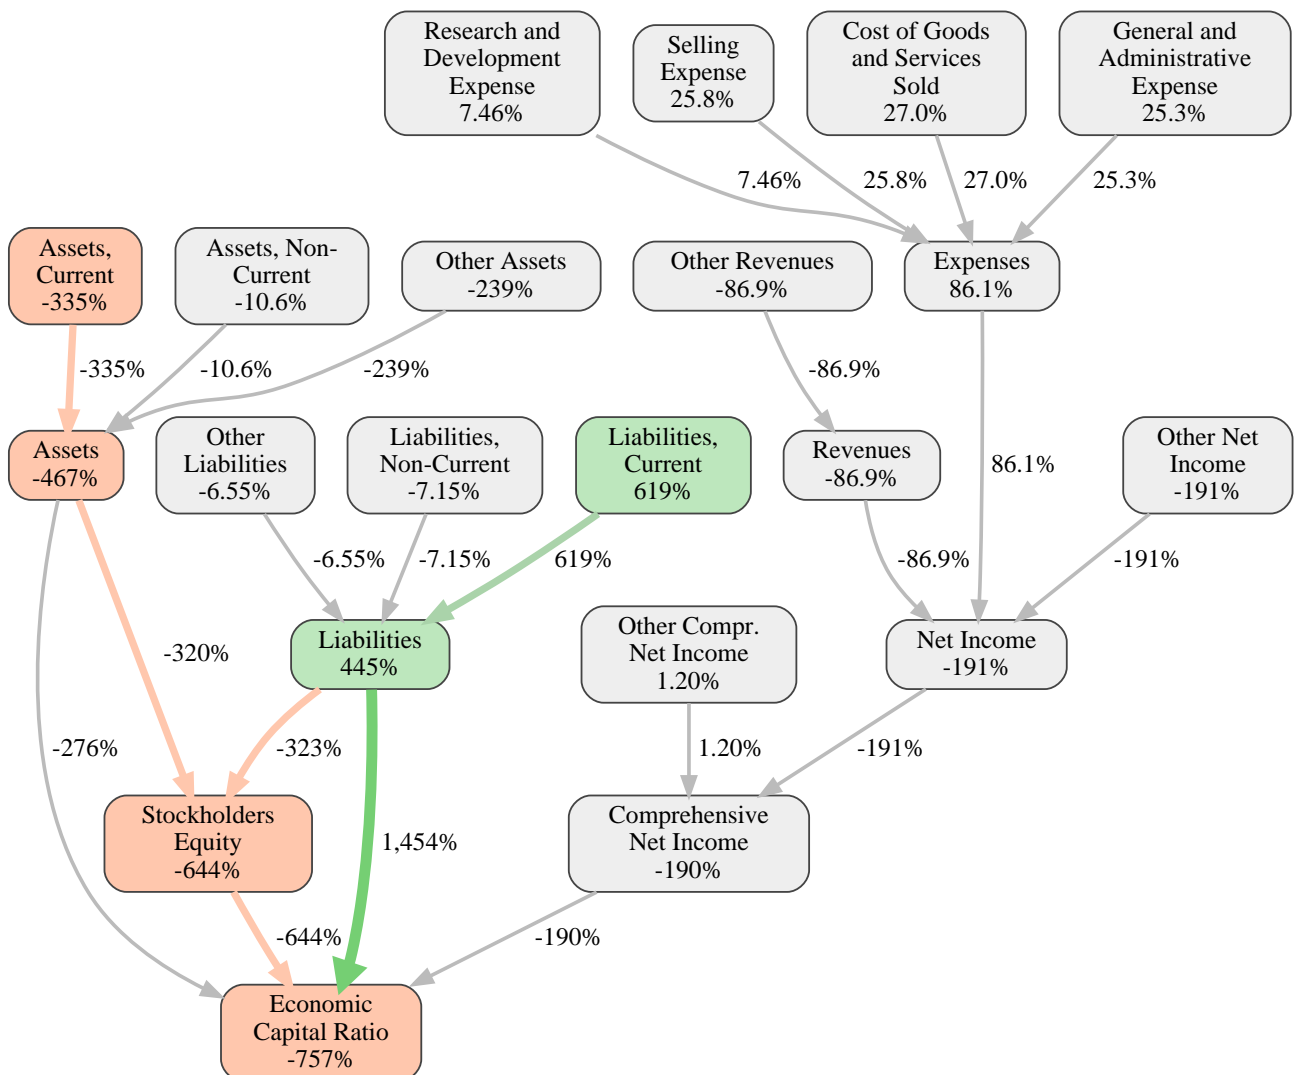 Research and
Development
Expense
7.46%
Selling
Expense
25.8%
Cost of Goods
and Services
Sold
27.0%
General and
Administrative
Expense
25.3%
7.46%
25.8%
27.0%
25.3%
Assets,
Current
-335%
Assets, Non-
Current
-10.6%
Other Assets
-239%
Other Revenues
-86.9%
Expenses
86.1%
-335%
-10.6%
-239%
-86.9%
86.1%
Assets
-467%
Other
Liabilities
-6.55%
Liabilities,
Non-Current
-7.15%
Liabilities,
Current
619%
Revenues
-86.9%
Other Net
Income
-191%
-6.55%
-7.15%
619%
-86.9%
-191%
-320%
Liabilities
445%
Other Compr.
Net Income
1.20%
Net Income
-191%
-276%
-323%
1,454%
1.20%
-191%
Stockholders
Equity
-644%
Comprehensive
Net Income
-190%
-644%
-190%
Economic
Capital Ratio
-757%